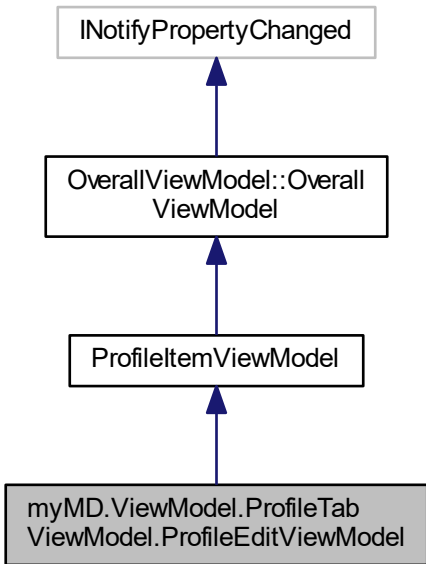 INotifyPropertyChanged
OverallViewModel::Overall
ViewModel
ProfileItemViewModel
myMD.ViewModel.ProfileTab
ViewModel.ProfileEditViewModel